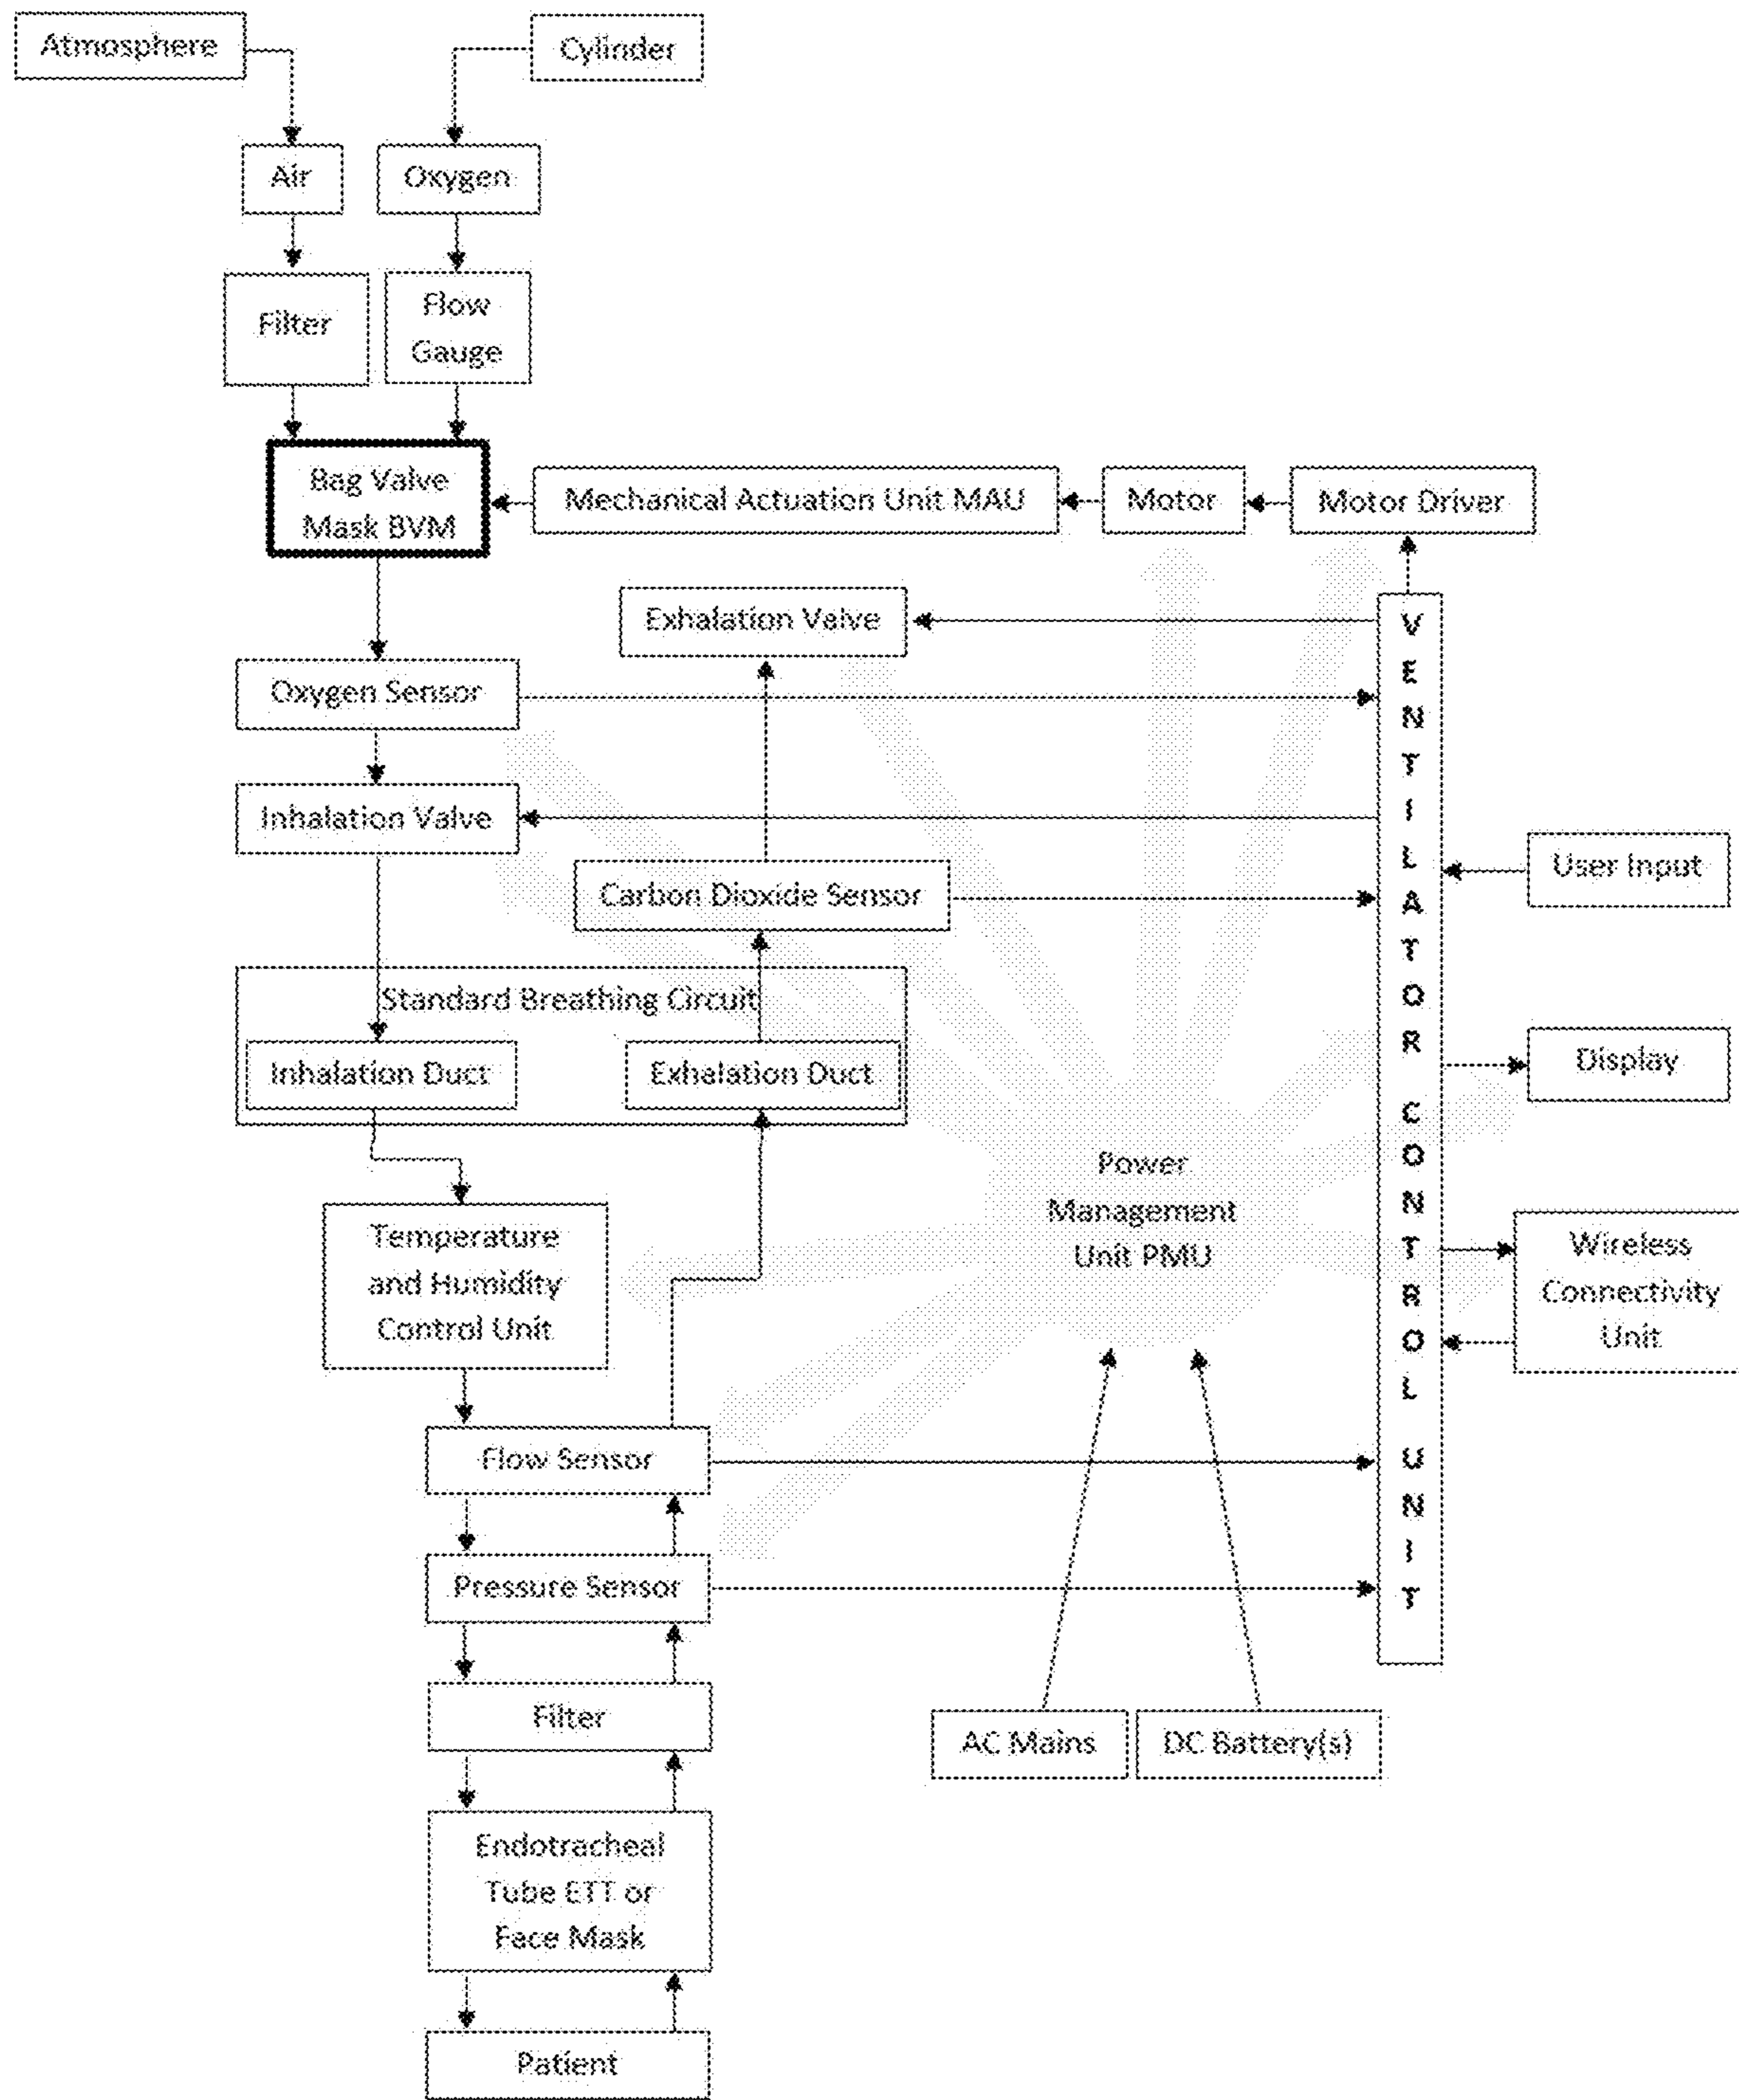 Atmosphere
Cylinder
Air
Oxygen
Filter
Flow
Gauge
Bag Valve
Mask BVM
Mechanical Actuation Unit MAU
Motor
Motor Driver
Exhalation Valve
Oxygen Sensor
Inhalation Valve
Carbon Dioxide Sensor
User Input
Standard Breathing Circuit
Inhalation Duct
Exhalation Duct
Display
VENTILATOR CONTROL UNIT
Power
Management
Unit PMU
Temperature
and Humidity
Control Unit
Wireless
Connectivity
Unit
Flow Sensor
Pressure Sensor
Filter
AC Mains
DC Battery(s)
Endotracheal
Tube ETT or
Face Mask
Patient